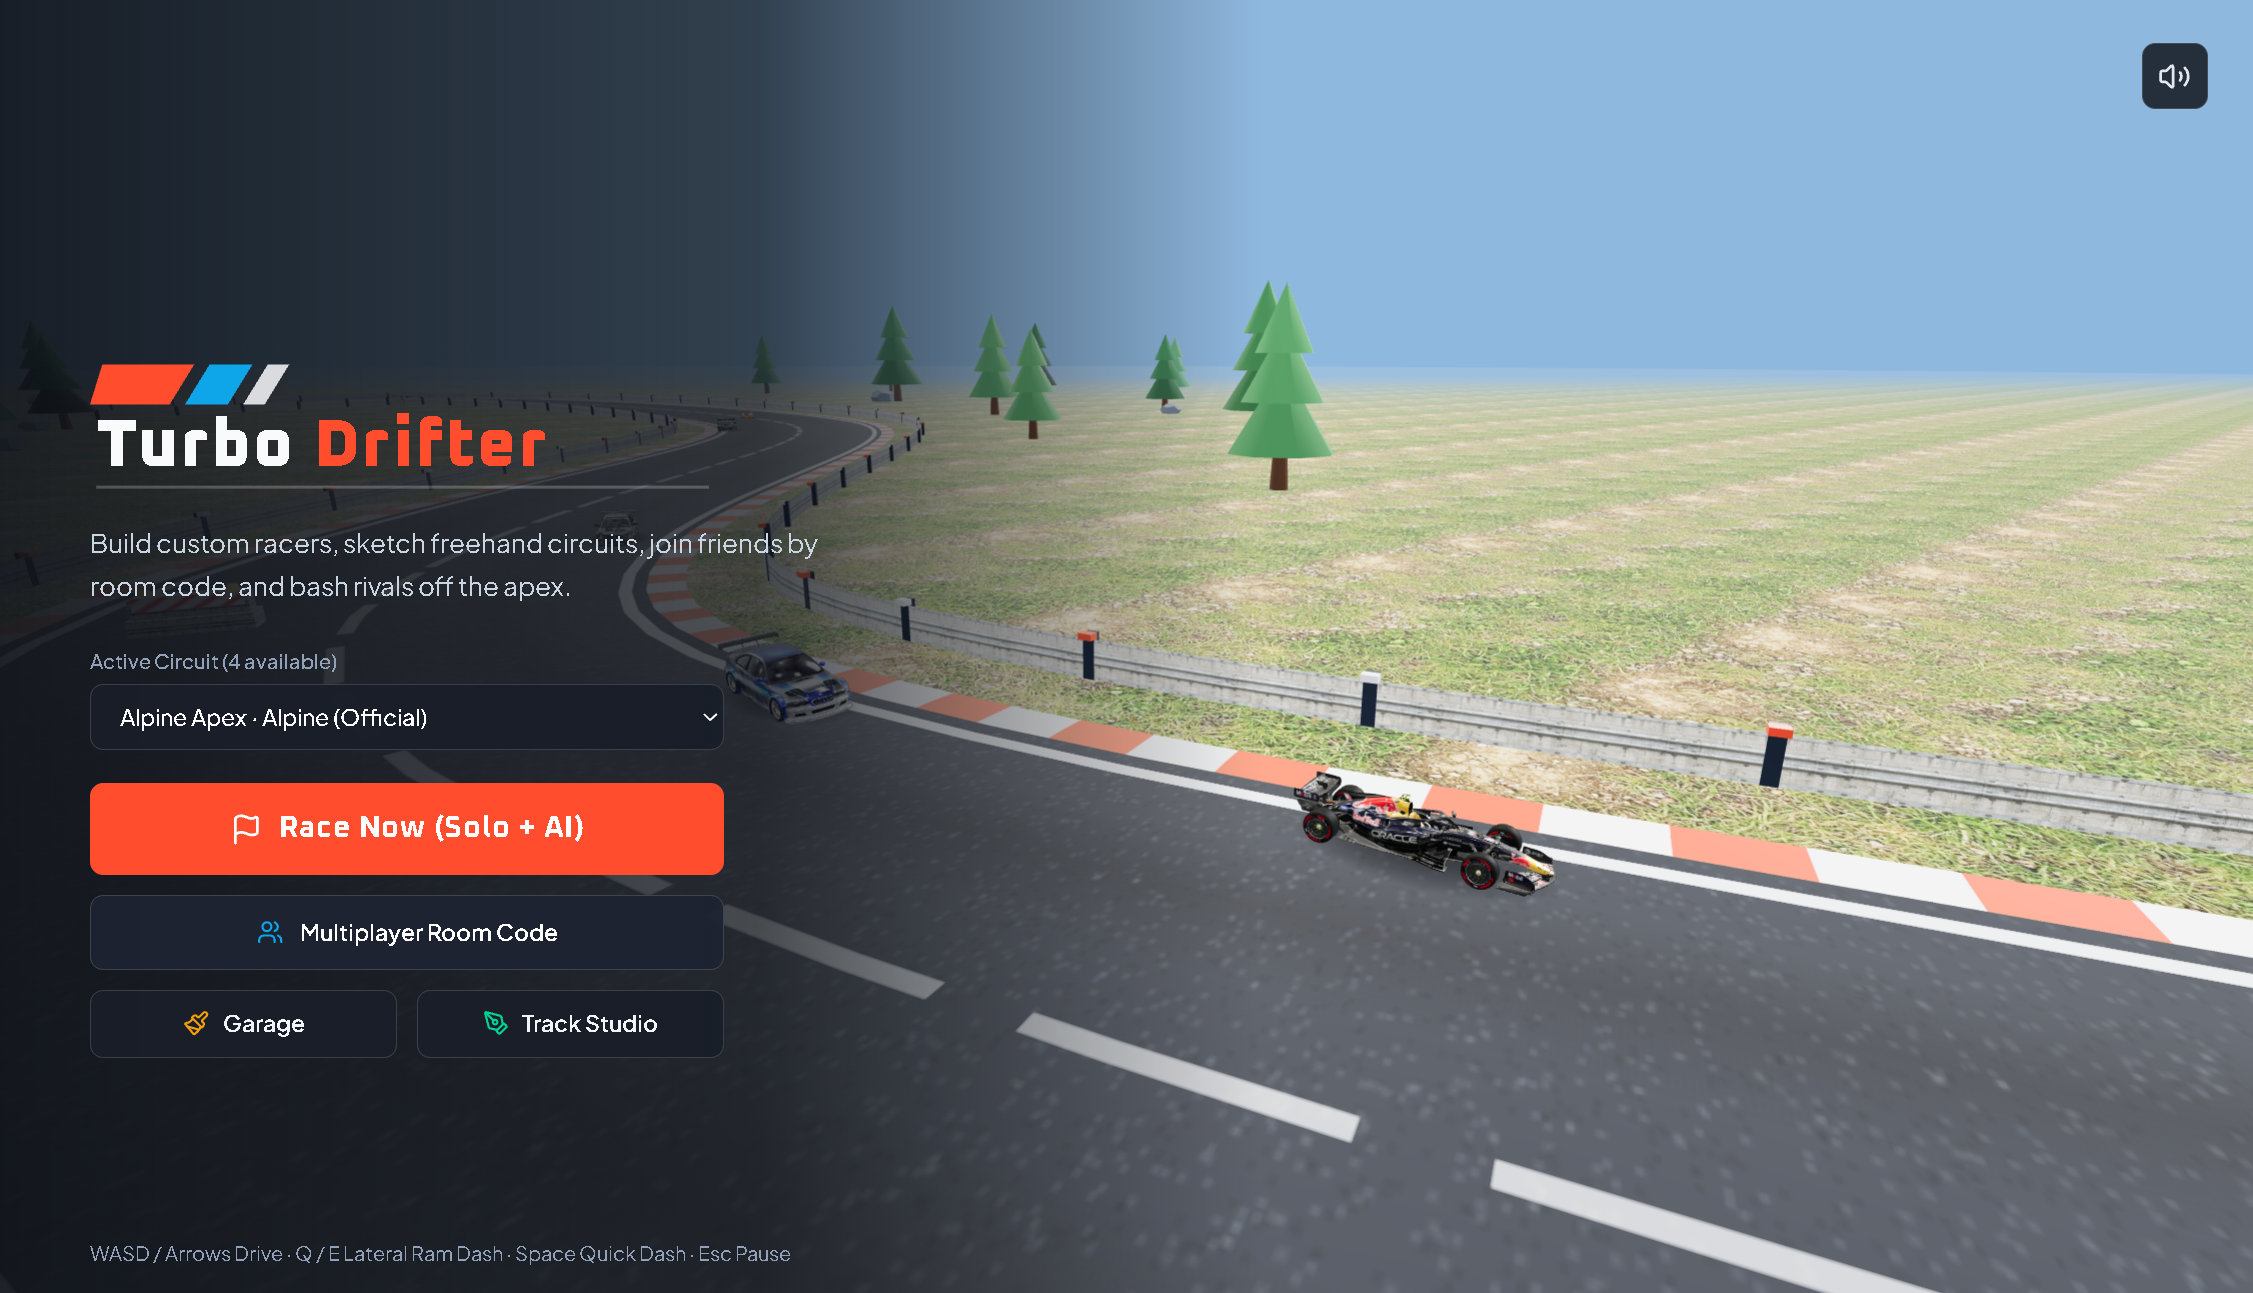 Turbo Drifter
Build custom racers, sketch freehand circuits, join friends by
room code, and bash rivals off the apex.
Active Circuit (4 available)
Alpine Apex · Alpine (Official)
Race Now (Solo + AI)
Multiplayer Room Code
Garage
Track Studio
ORACLE
WASD / Arrows Drive · Q / E Lateral Ram Dash · Space Quick Dash · Esc Pause